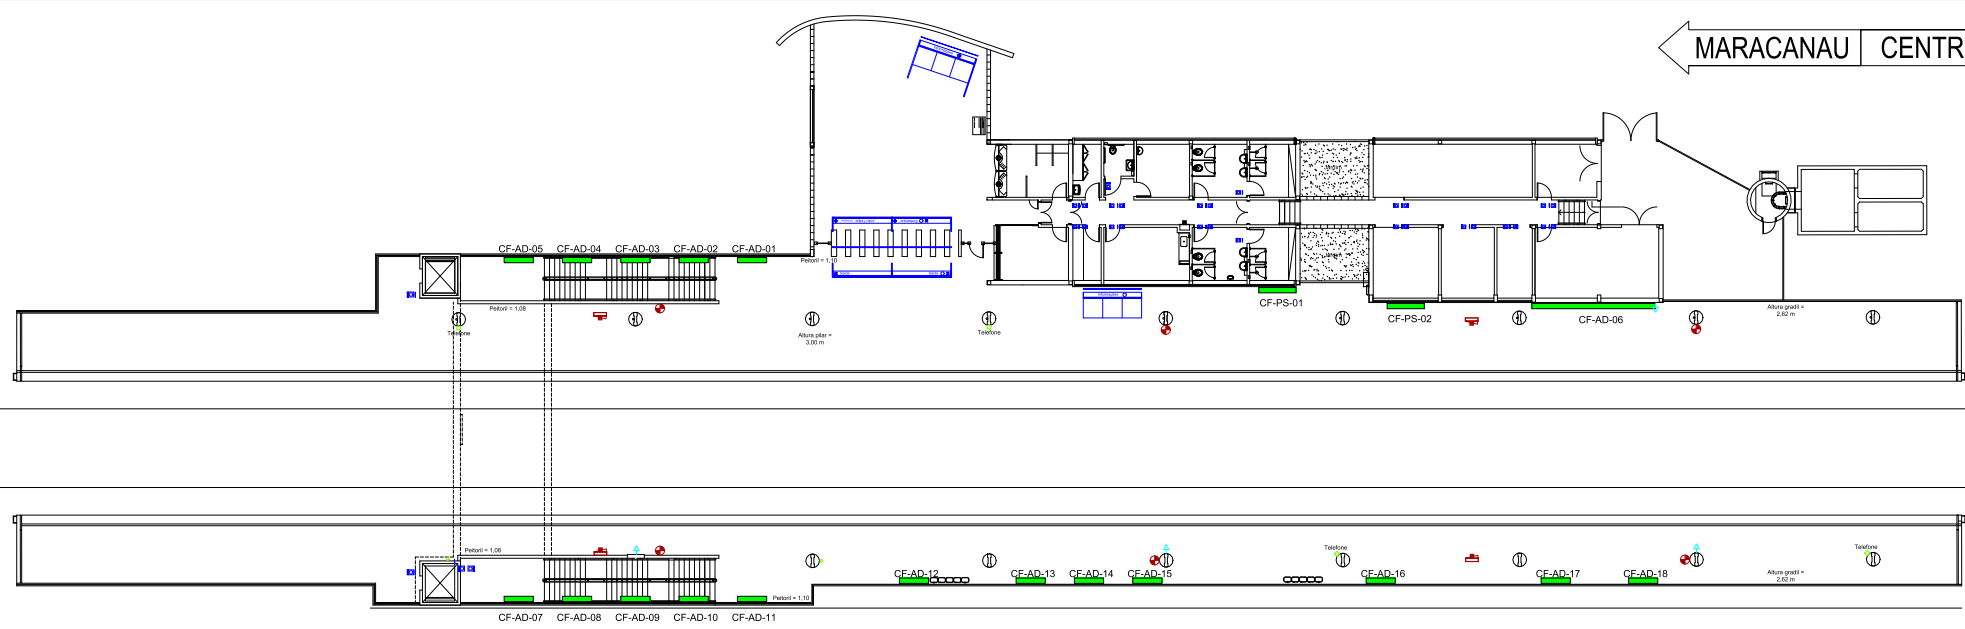 MARACANAU CENTR
Informações
CF-AD-05 CF-AD-04 CF-AD-03 CF-AD-02 CF-AD-01
Peitoril = 1,10
Saída Saída
Informações
CF-PS-01
CF-PS-02
CF-AD-06
Altura gradil =
2,62 m
Peitoril = 1,08
Telefone
Altura pilar =
3,00 m
Telefone
Peitoril = 1,08
Telefone
Telefone
CF-AD-12 CF-AD-13 CF-AD-14 CF-AD-15 CF-AD-16 CF-AD-17 CF-AD-18
Altura gradil =
2,62 m
Peitoril = 1,10
CF-AD-07 CF-AD-08 CF-AD-09 CF-AD-10 CF-AD-11